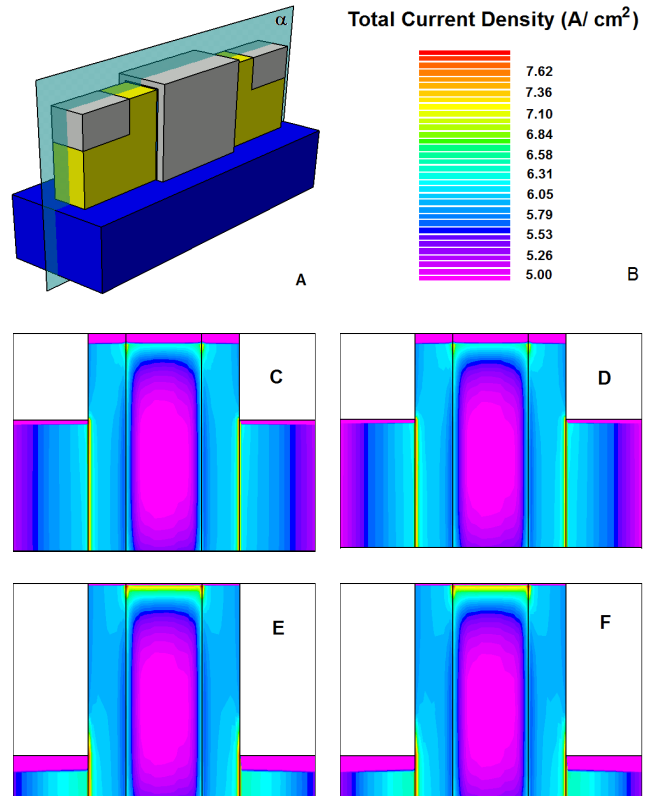 α
Total Current Density (A/ cm²)
7.62
7.36
7.10
6.84
6.58
6.31
6.05
5.79
5.53
5.26
5.00
A
B
C
D
E
F